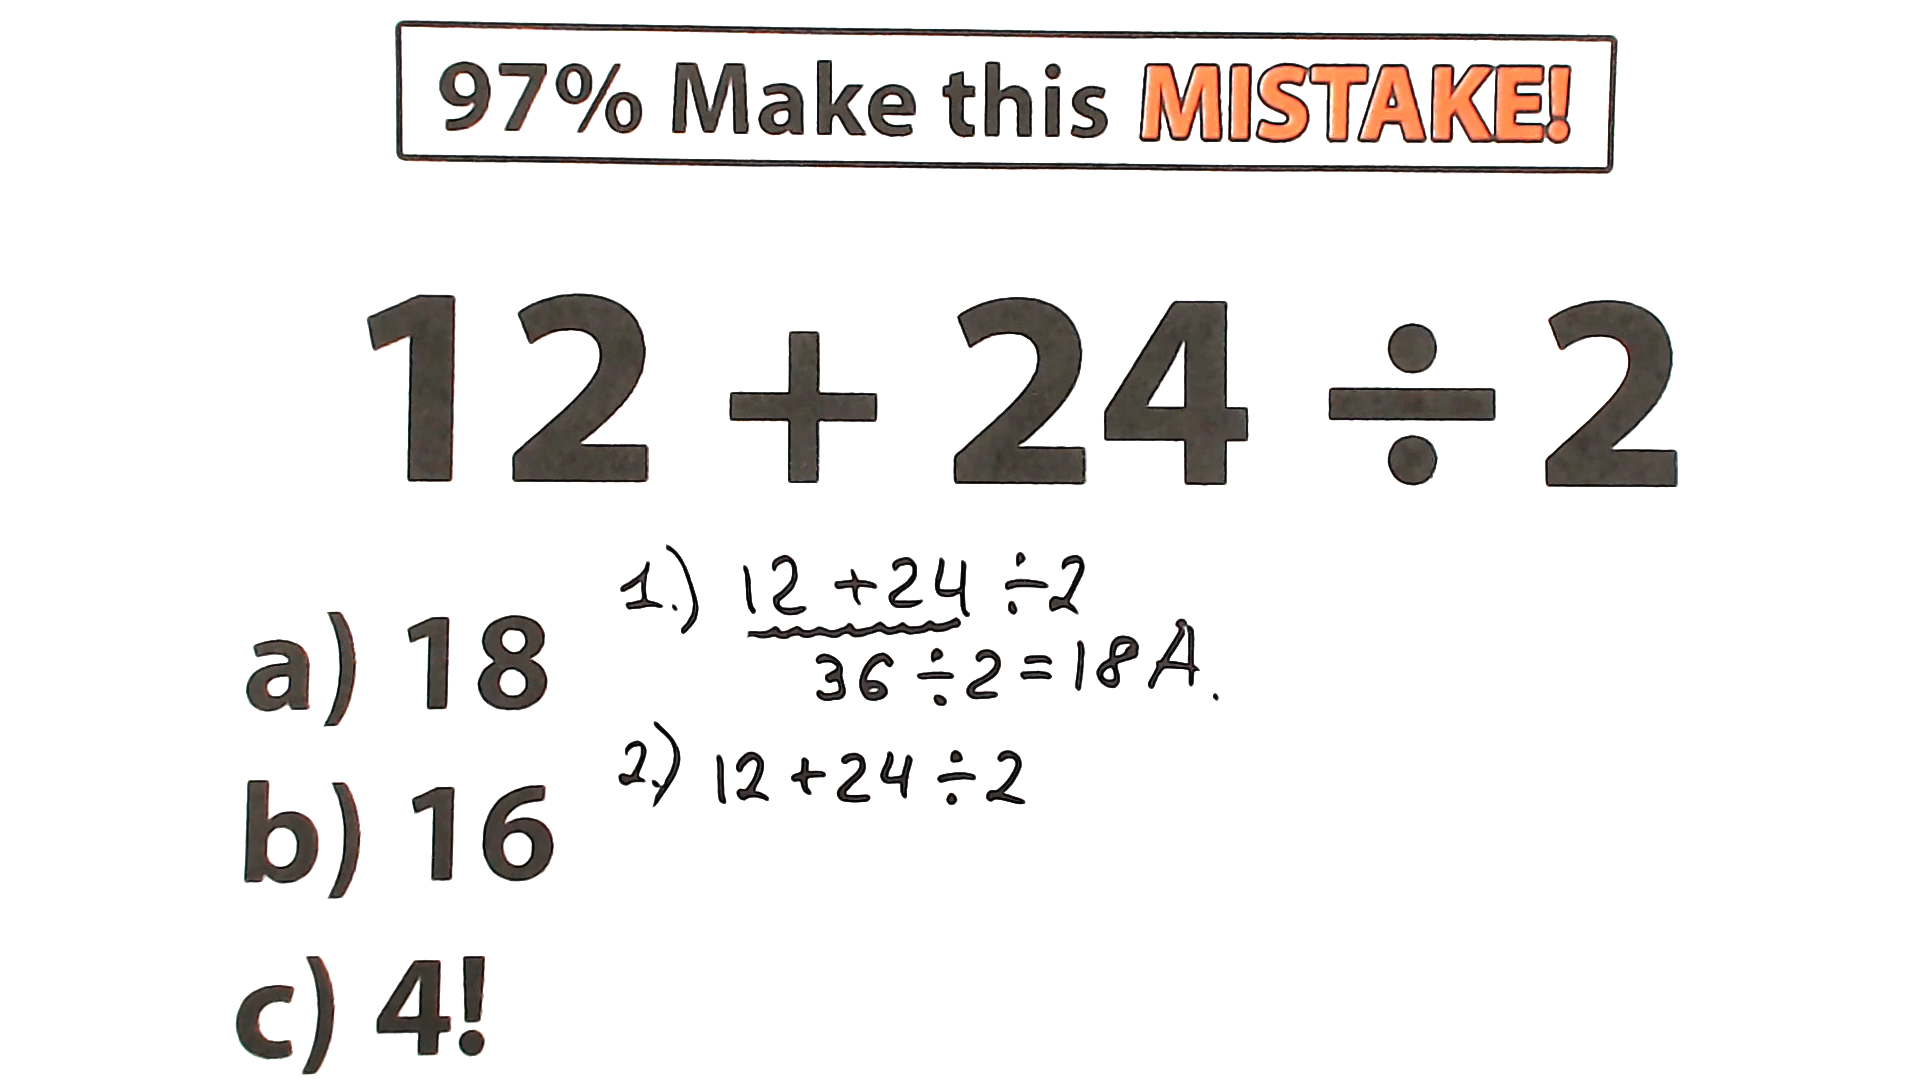 97% Make this MISTAKE!
12 + 24 ÷ 2
a) 18
b) 16
c) 4!
1.) 12 + 24 ÷ 2
36 ÷ 2 = 18 A.
2.) 12 + 24 ÷ 2